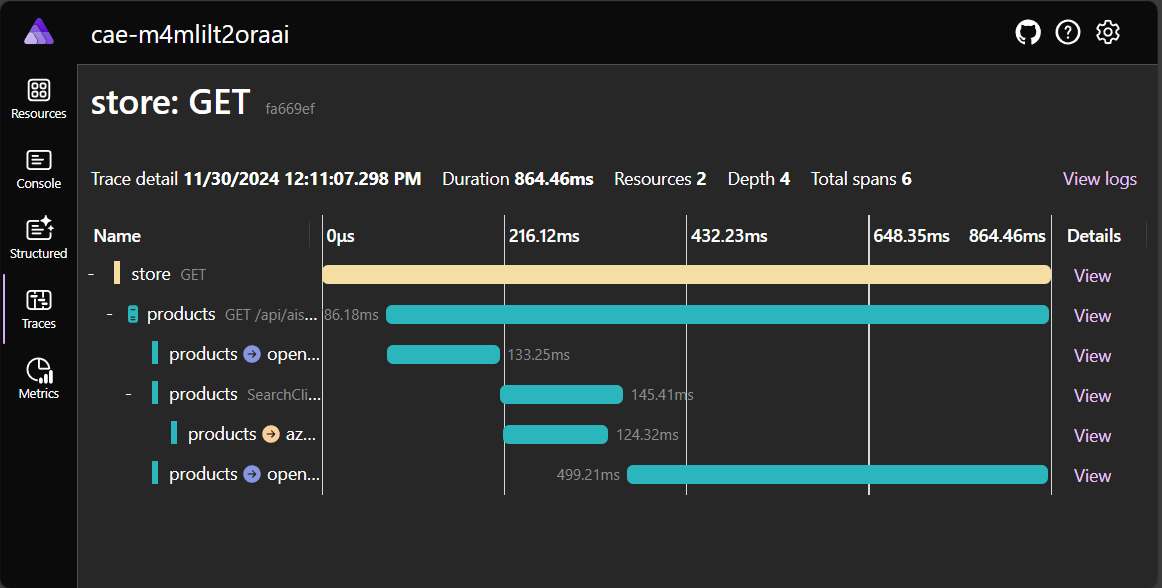 cae-m4mlilt2oraai
Resources
Console
Structured
Traces
Metrics
store: GET fa669ef
Trace detail 11/30/2024 12:11:07.298 PM Duration 864.46ms Resources 2 Depth 4 Total spans 6 View logs
Name 0µs 216.12ms 432.23ms 648.35ms 864.46ms Details
- store GET View
- products GET /api/ais... 86.18ms View
products open... 133.25ms View
- products SearchCli... 145.41ms View
products az... 124.32ms View
products open... 499.21ms View